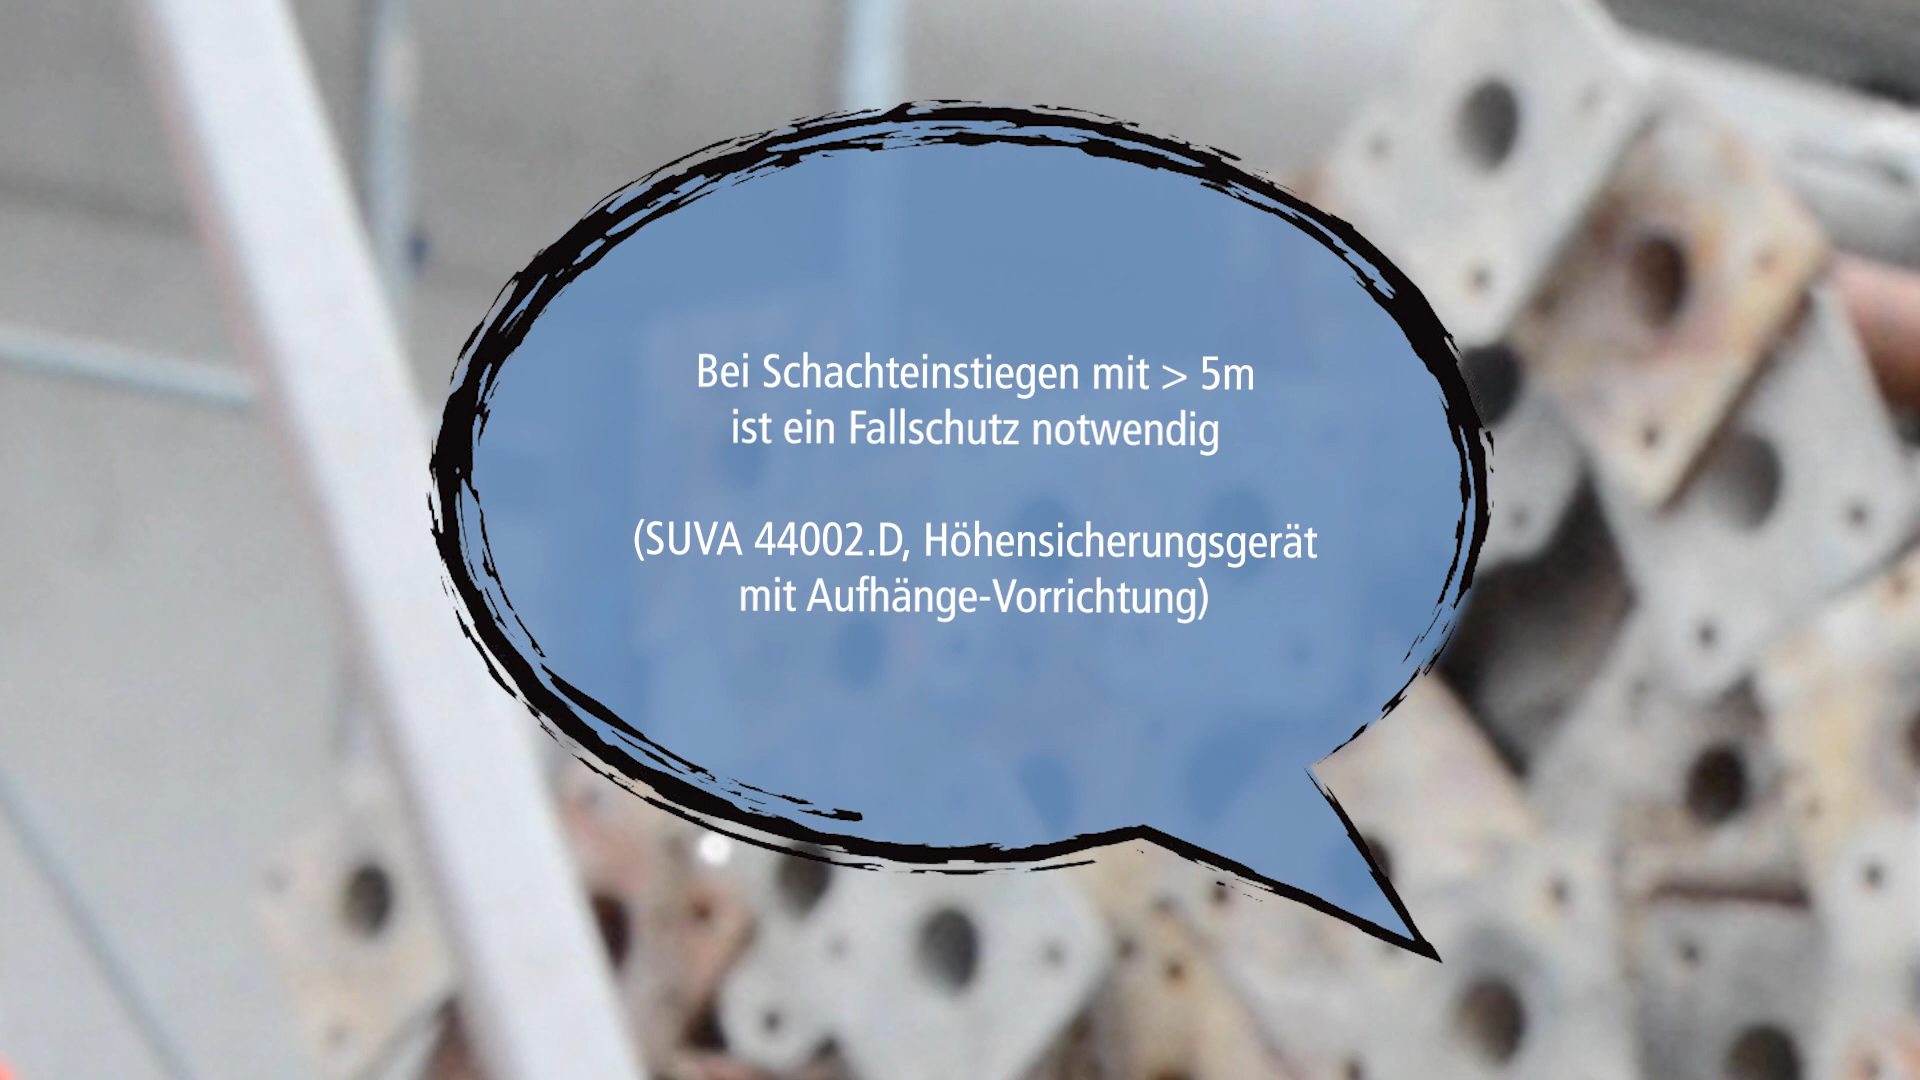 Bei Schachteinstiegen mit > 5m
ist ein Fallschutz notwendig
(SUVA 44002.D, Höhensicherungsgerät
mit Aufhänge-Vorrichtung)